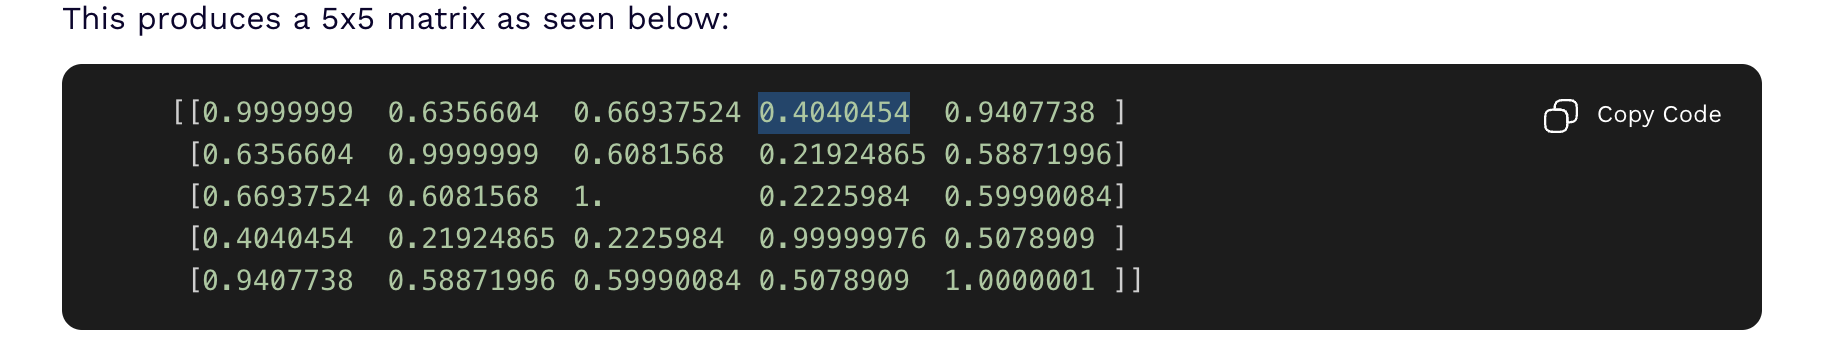 This produces a 5x5 matrix as seen below:
[[0.9999999  0.6356604  0.66937524 0.4040454  0.9407738 ]
Copy Code
[0.6356604  0.9999999  0.6081568  0.21924865 0.58871996]
[0.66937524 0.6081568  1.         0.2225984  0.59990084]
[0.4040454  0.21924865 0.2225984  0.99999976 0.5078909 ]
[0.9407738  0.58871996 0.59990084 0.5078909  1.0000001 ]]